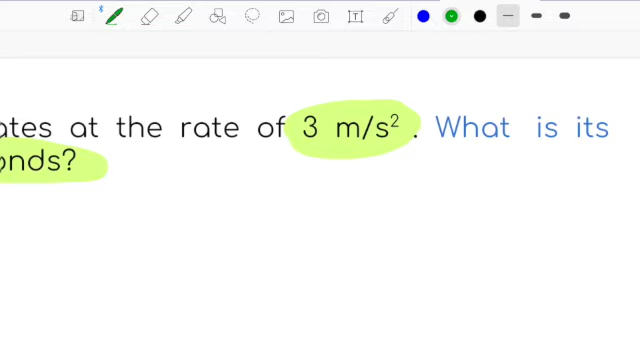 ates at the rate of 3 m/s². What is its
onds?